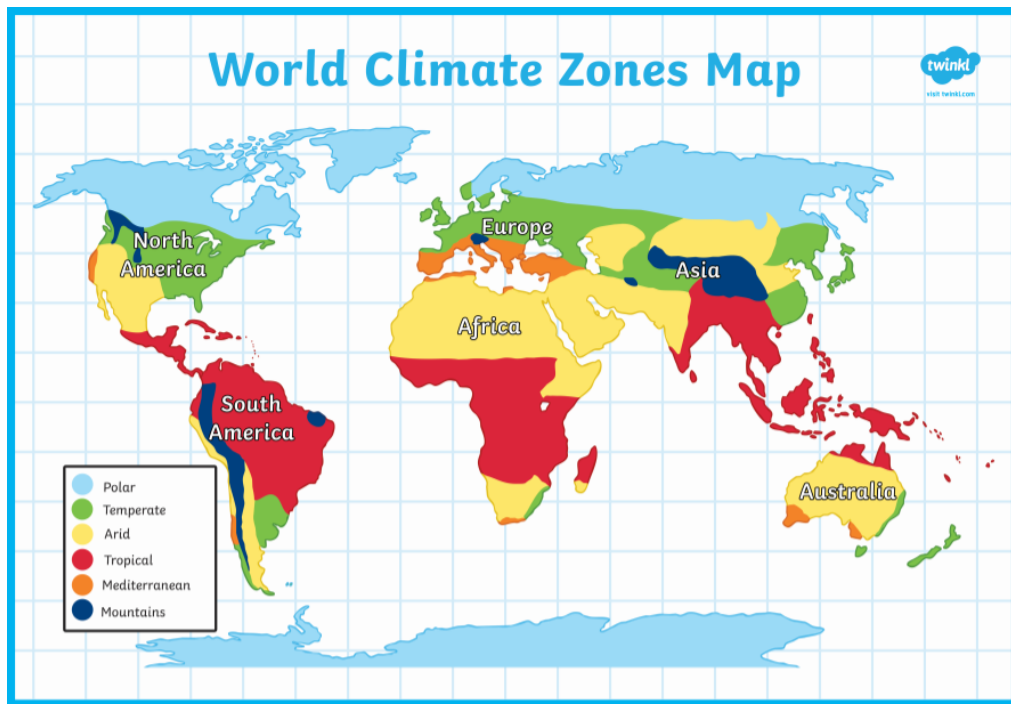 World Climate Zones Map
twinkl
visit twinkl.com
North
America
Europe
Asia
Africa
South
America
Australia
Polar
Temperate
Arid
Tropical
Mediterranean
Mountains